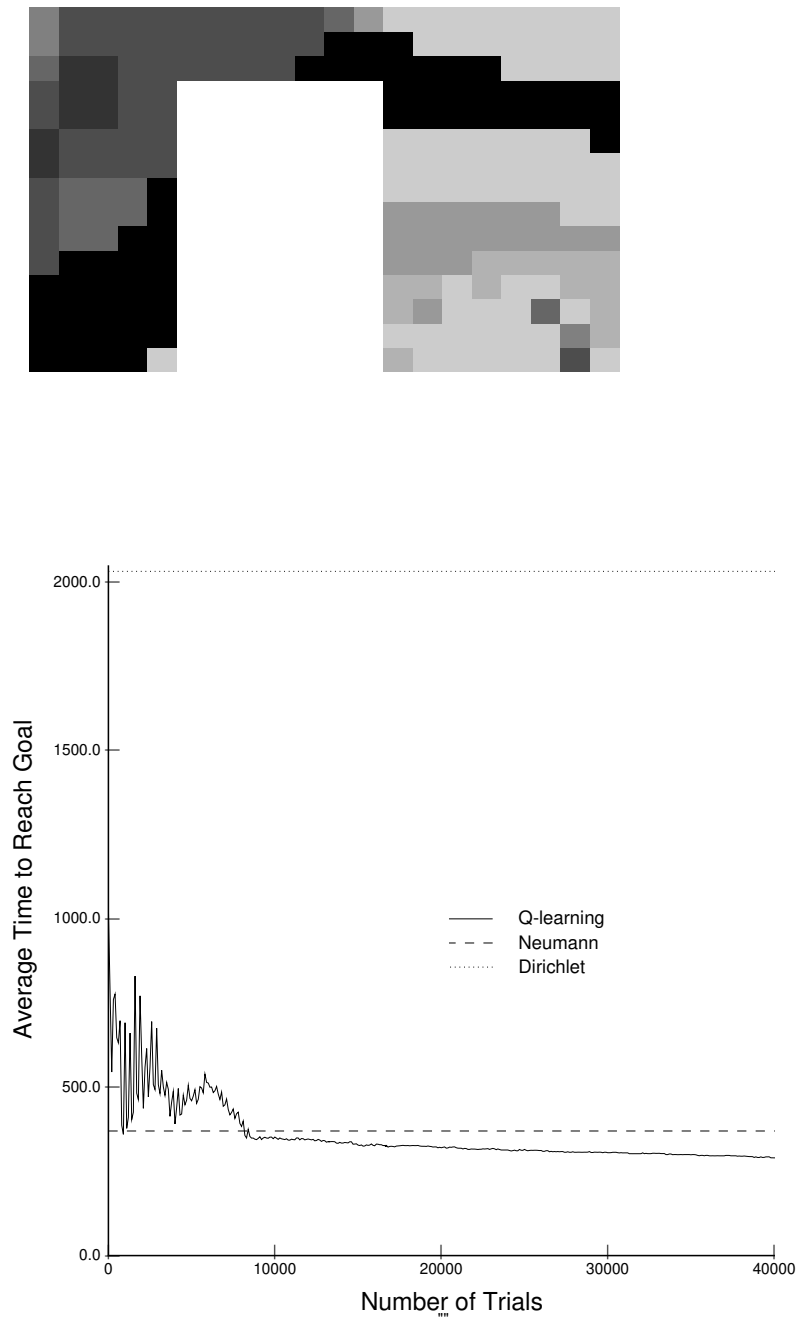 2000.0
1500.0
1000.0
500.0
0.0
Average Time to Reach Goal
Q-learning
Neumann
Dirichlet
0 10000 20000 30000 40000
Number of Trials
""